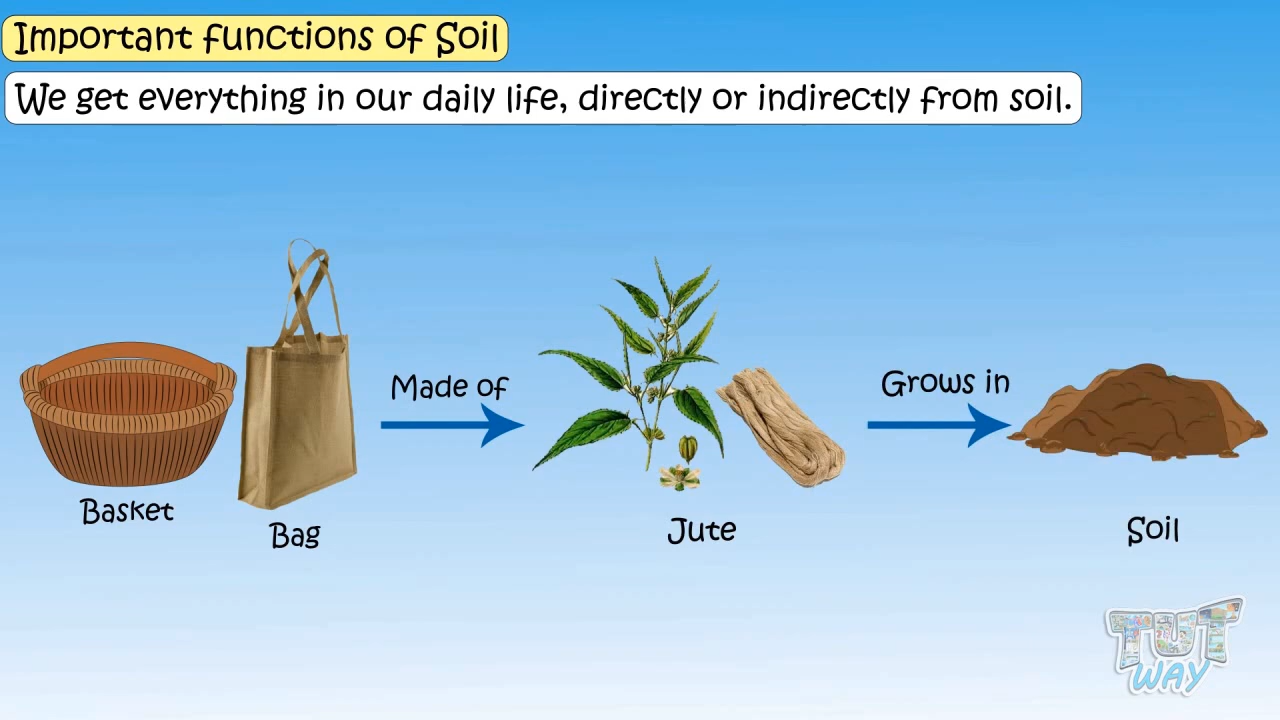 Important functions of Soil
We get everything in our daily life, directly or indirectly from soil.
Made of
Grows in
Basket
Bag
Jute
Soil
TUT
WAY